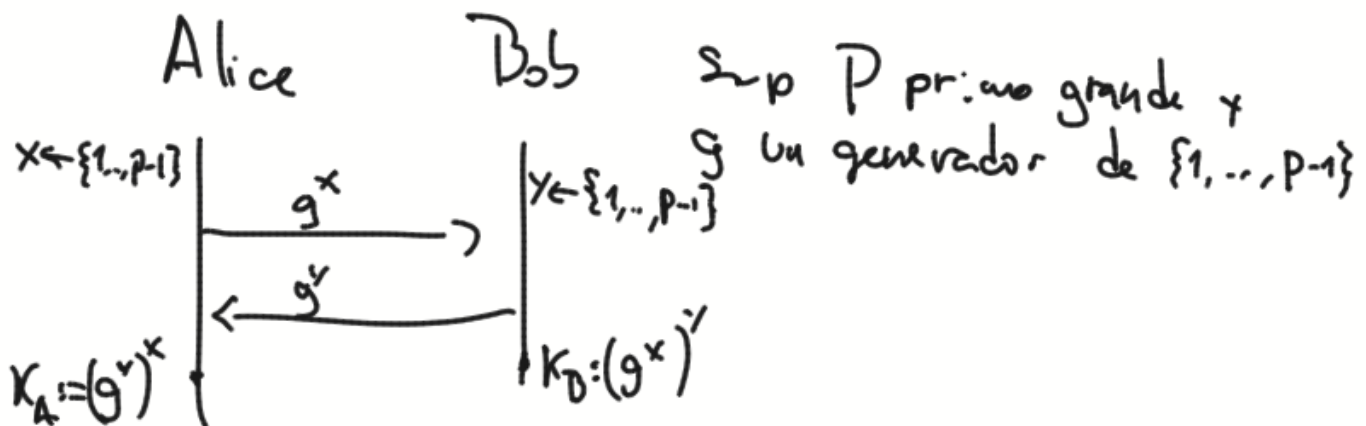 Alice Bob Sup P primo grande y
g un generador de {1, .., p-1}
x←{1..,p-1}
y←{1,..,p-1}
g^x
g^y
K_A:=(g^y)^x
K_B:=(g^x)^y